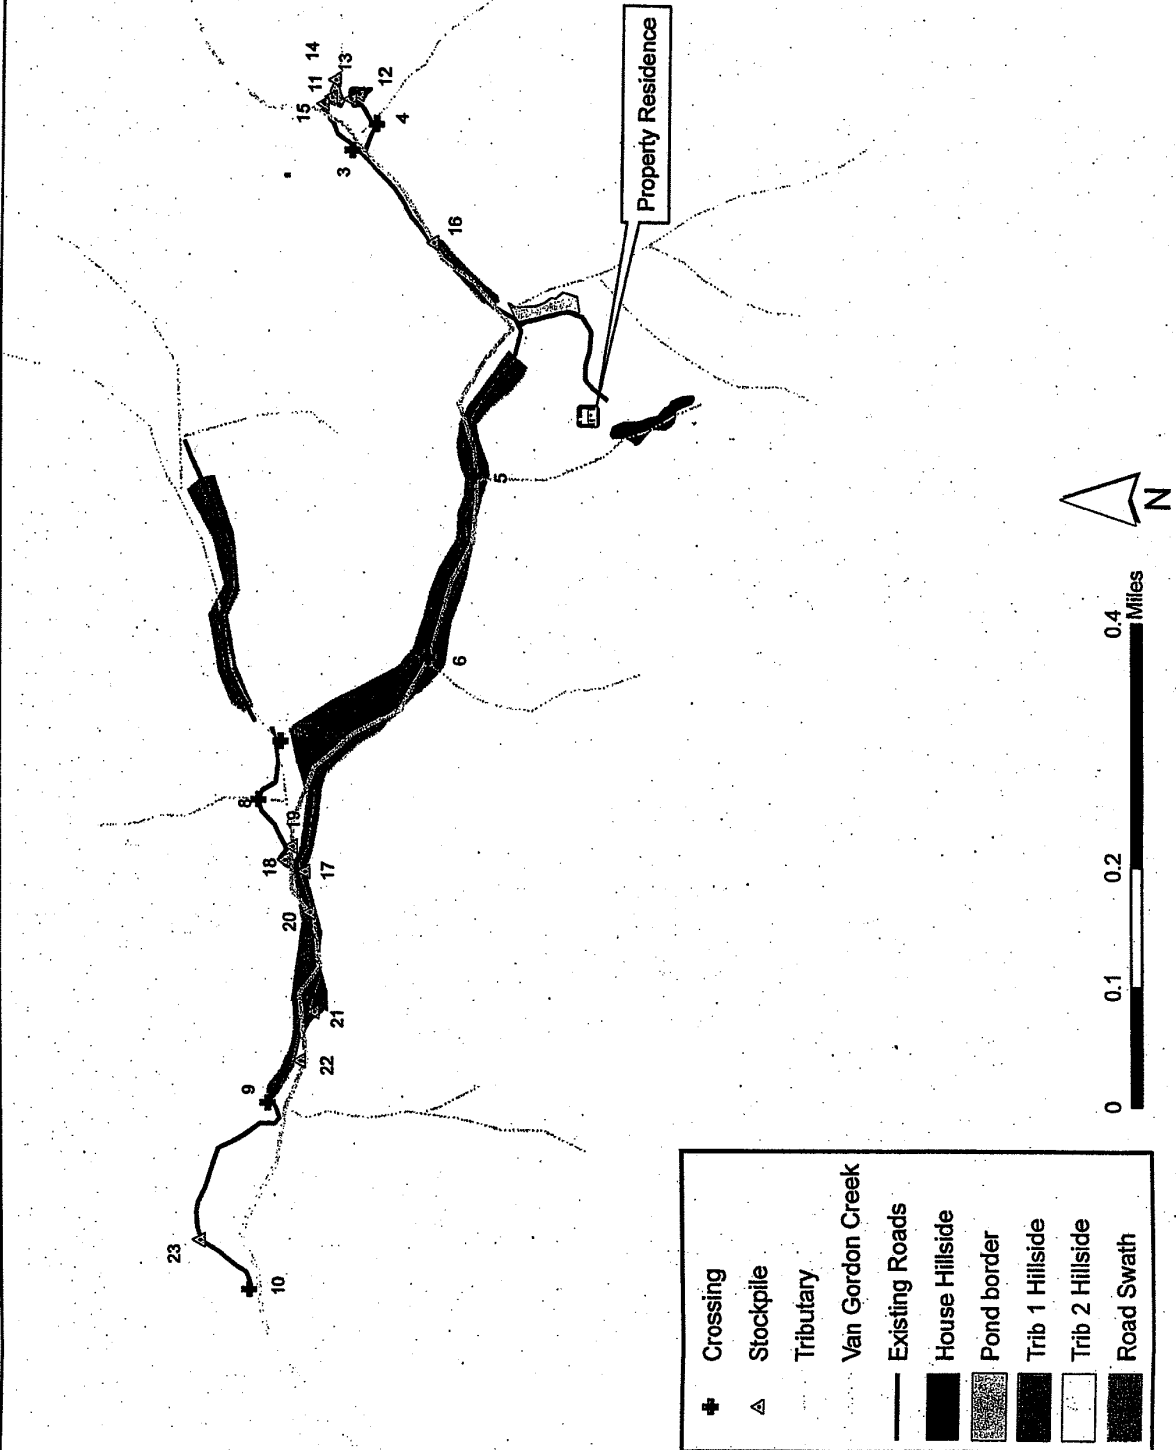 14
13
11
15
12
4
3
16
Property Residence
5
6
8
19
18
17
20
21
22
9
23
10
N
0
0.1
0.2
0.4
Miles
Crossing
Stockpile
Tributary
Van Gordon Creek
Existing Roads
House Hillside
Pond border
Trib 1 Hillside
Trib 2 Hillside
Road Swath